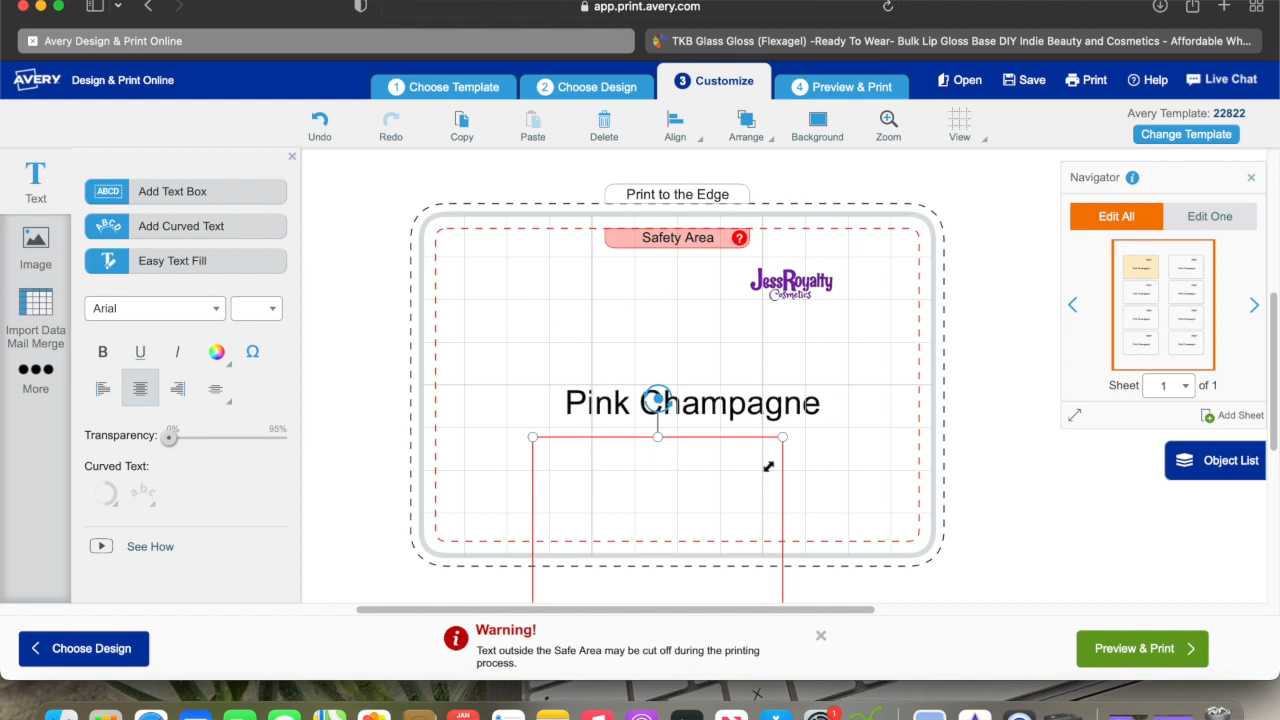 app.print.avery.com
Avery Design & Print Online
TKB Glass Gloss (Flexagel) -Ready To Wear- Bulk Lip Gloss Base DIY Indie Beauty and Cosmetics - Affordable Wh...
AVERY Design & Print Online
1 Choose Template
2 Choose Design
3 Customize
4 Preview & Print
Open
Save
Print
Help
Live Chat
Undo
Redo
Copy
Paste
Delete
Align
Arrange
Background
Zoom
View
Avery Template: 22822
Change Template
Text
Image
Import Data
Mail Merge
More
ABCD Add Text Box
ABCD Add Curved Text
Easy Text Fill
Arial
B U I Ω
Transparency: 0% 95%
Curved Text:
abc
See How
Print to the Edge
Safety Area ?
JessRoyalty
Cosmetics
Pink Champagne
Navigator i
Edit All
Edit One
Sheet 1 of 1
Add Sheet
Object List
Choose Design
Warning!
Text outside the Safe Area may be cut off during the printing
process.
Preview & Print
JAN
1